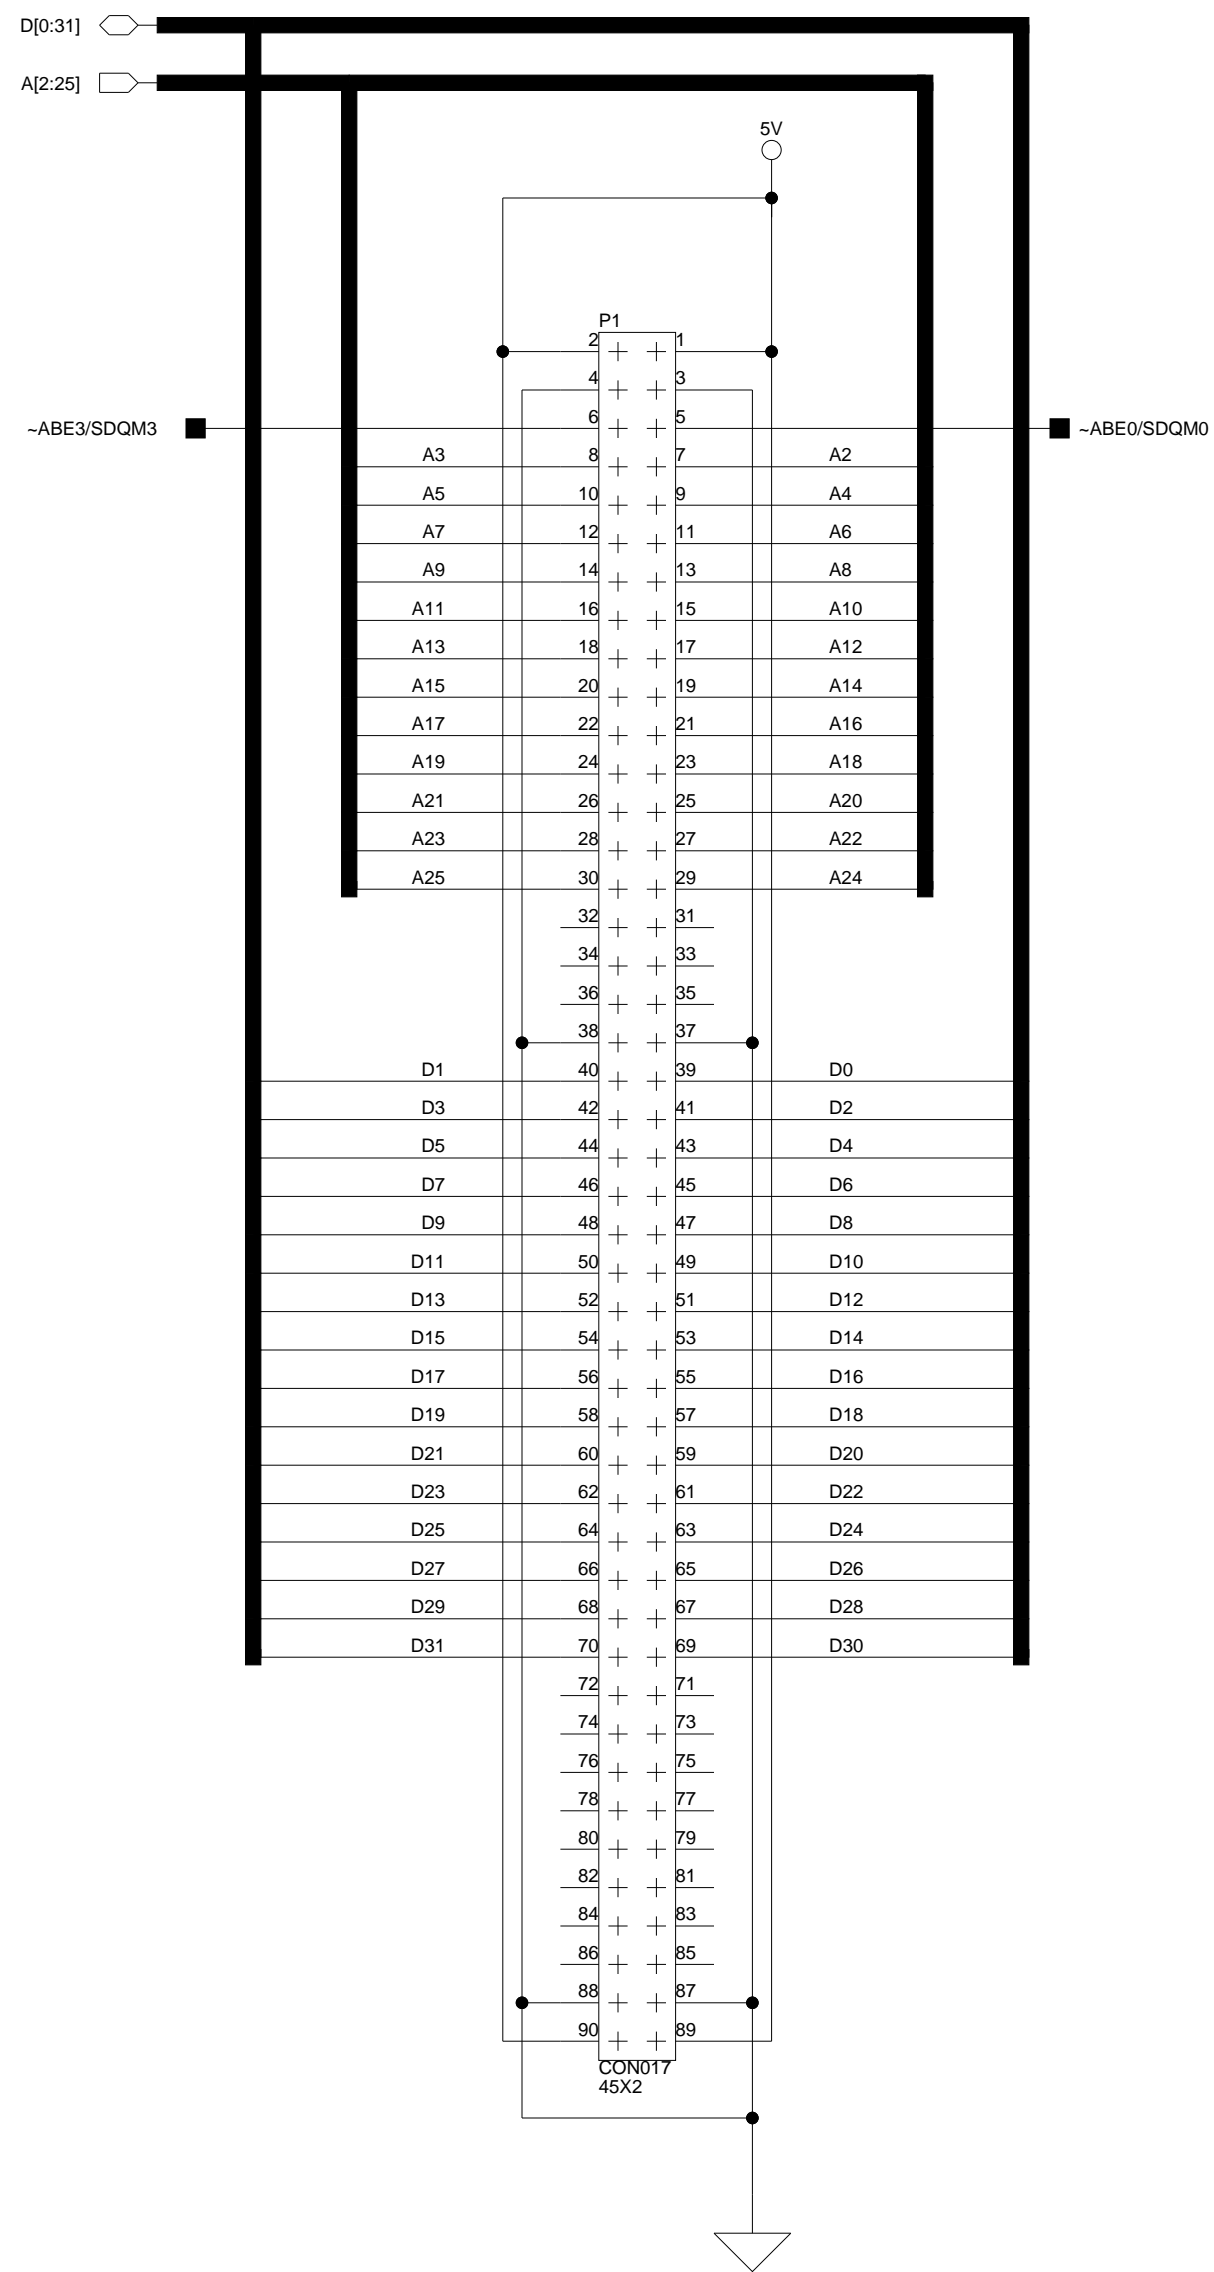 D[0:31]
A[2:25]
5V
P1
2 1
4 3
~ABE3/SDQM3 6 5 ~ABE0/SDQM0
A3 8 7 A2
A5 10 9 A4
A7 12 11 A6
A9 14 13 A8
A11 16 15 A10
A13 18 17 A12
A15 20 19 A14
A17 22 21 A16
A19 24 23 A18
A21 26 25 A20
A23 28 27 A22
A25 30 29 A24
32 31
34 33
36 35
38 37
D1 40 39 D0
D3 42 41 D2
D5 44 43 D4
D7 46 45 D6
D9 48 47 D8
D11 50 49 D10
D13 52 51 D12
D15 54 53 D14
D17 56 55 D16
D19 58 57 D18
D21 60 59 D20
D23 62 61 D22
D25 64 63 D24
D27 66 65 D26
D29 68 67 D28
D31 70 69 D30
72 71
74 73
76 75
78 77
80 79
82 81
84 83
86 85
88 87
90 89
CON017
45X2